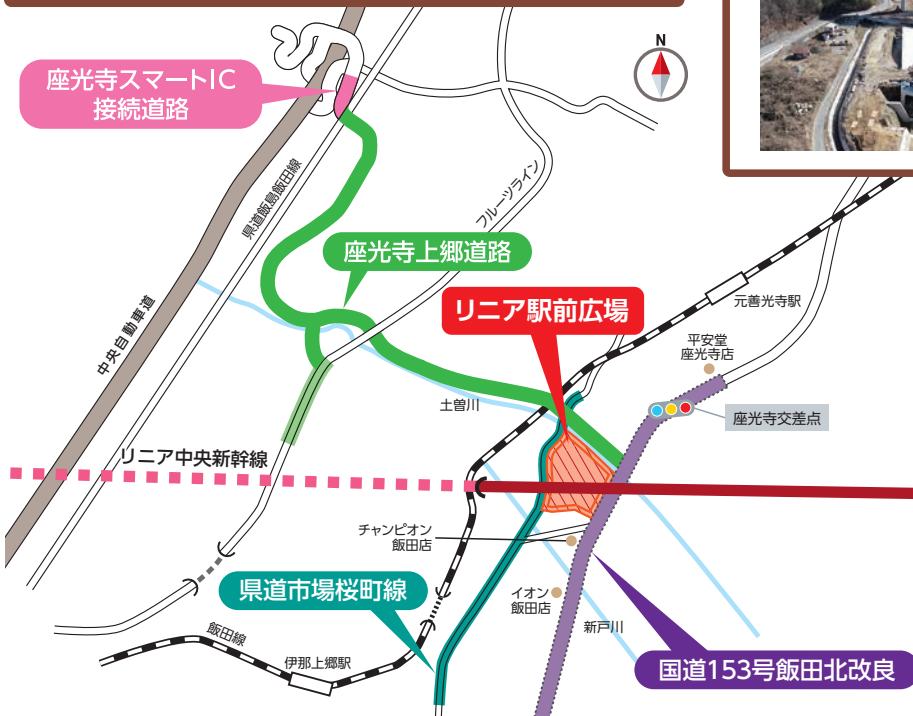 座光寺スマートIC
接続道路
N
県道飯島飯田線
フルーツライン
座光寺上郷道路
中央自動車道
リニア駅前広場
元善光寺駅
平安堂
座光寺店
土曽川
座光寺交差点
リニア中央新幹線
チャンピオン
飯田店
県道市場桜町線
イオン
飯田店
新戸川
飯田線
伊那上郷駅
国道153号飯田北改良